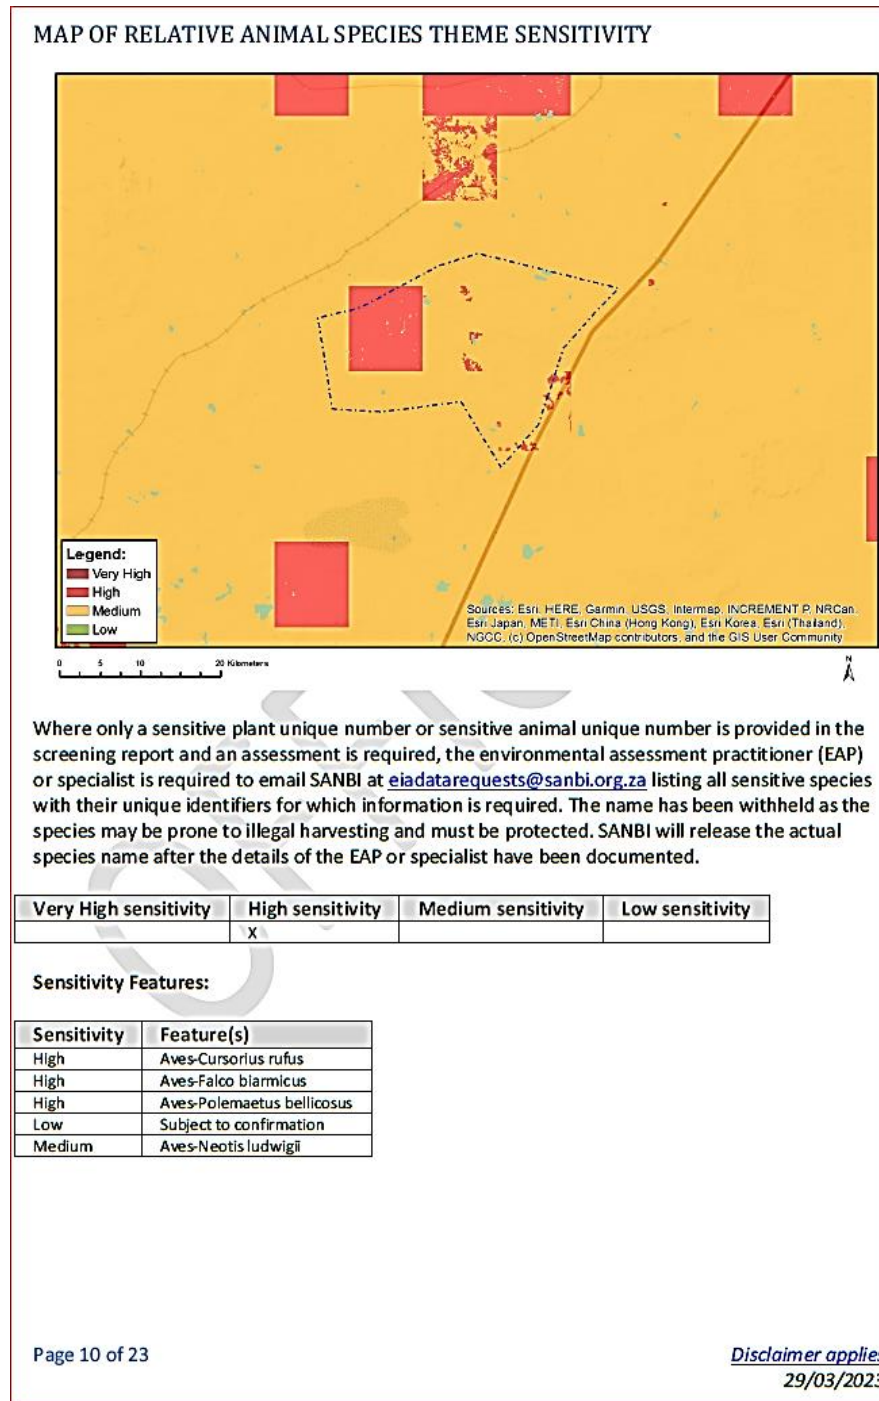 MAP OF RELATIVE ANIMAL SPECIES THEME SENSITIVITY
Legend:
Very High
High
Medium
Low
Sources: Esri, HERE, Garmin, USGS, Intermap, INCREMENT P, NRCan,
Esri Japan, METI, Esri China (Hong Kong), Esri Korea, Esri (Thailand),
NGCC, (c) OpenStreetMap contributors, and the GIS User Community
0 5 10 20 Kilometers
N
Where only a sensitive plant unique number or sensitive animal unique number is provided in the
screening report and an assessment is required, the environmental assessment practitioner (EAP)
or specialist is required to email SANBI at eiadatarequests@sanbi.org.za listing all sensitive species
with their unique identifiers for which information is required. The name has been withheld as the
species may be prone to illegal harvesting and must be protected. SANBI will release the actual
species name after the details of the EAP or specialist have been documented.
Very High sensitivity High sensitivity Medium sensitivity Low sensitivity
X
Sensitivity Features:
Sensitivity Feature(s)
High Aves-Cursorius rufus
High Aves-Falco biarmicus
High Aves-Polemaetus bellicosus
Low Subject to confirmation
Medium Aves-Neotis ludwigii
Page 10 of 23
Disclaimer applies
29/03/2023